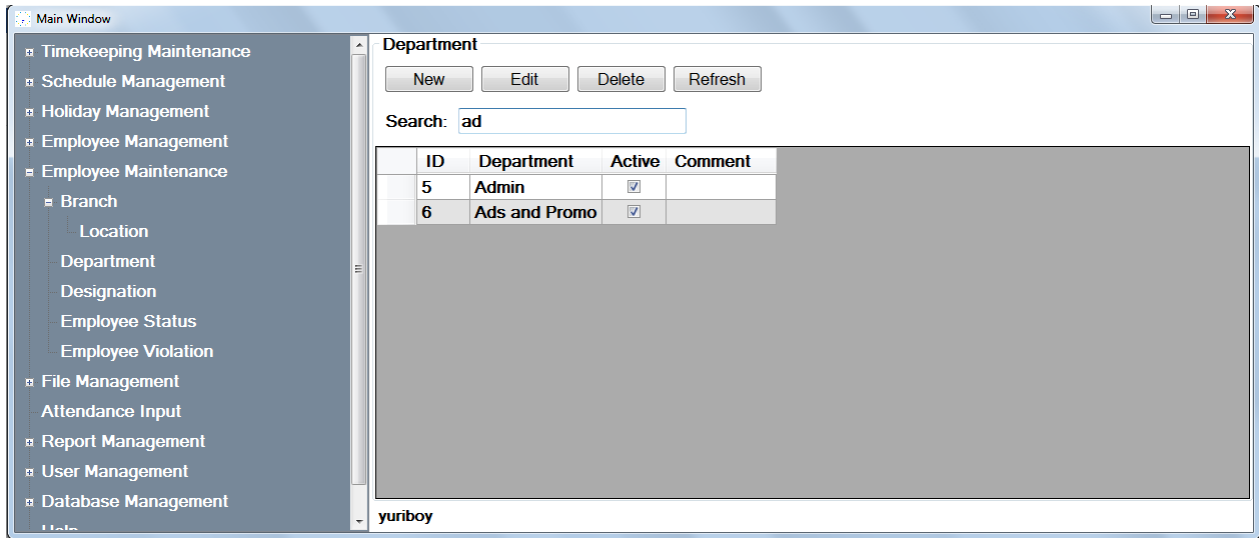 Main Window
Timekeeping Maintenance
Schedule Management
Holiday Management
Employee Management
Employee Maintenance
Branch
Location
Department
Designation
Employee Status
Employee Violation
File Management
Attendance Input
Report Management
User Management
Database Management
Help
Department
New Edit Delete Refresh
Search: ad
ID Department Active Comment
5 Admin
6 Ads and Promo
yuriboy